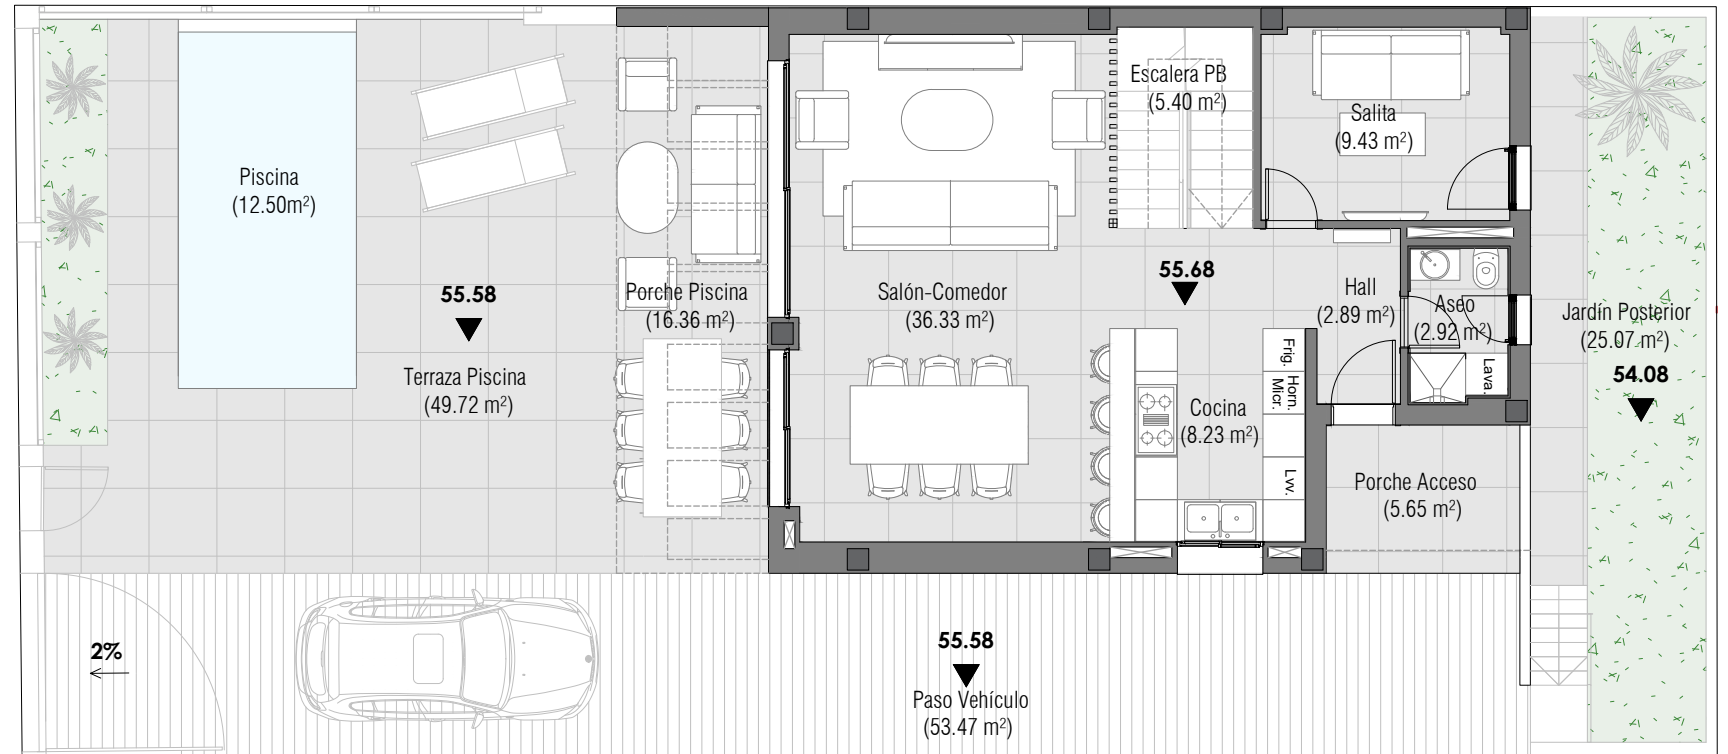 Piscina
(12.50m²)
55.58
Terraza Piscina
(49.72 m²)
Porche Piscina
(16.36 m²)
Salón-Comedor
(36.33 m²)
Escalera PB
(5.40 m²)
55.68
Salita
(9.43 m²)
Hall
(2.89 m²)
Aseo
(2.92 m²)
Lava.
Frig.
Horn.
Micr.
Lvv.
Cocina
(8.23 m²)
Porche Acceso
(5.65 m²)
Jardín Posterior
(25.07 m²)
54.08
2%
55.58
Paso Vehículo
(53.47 m²)